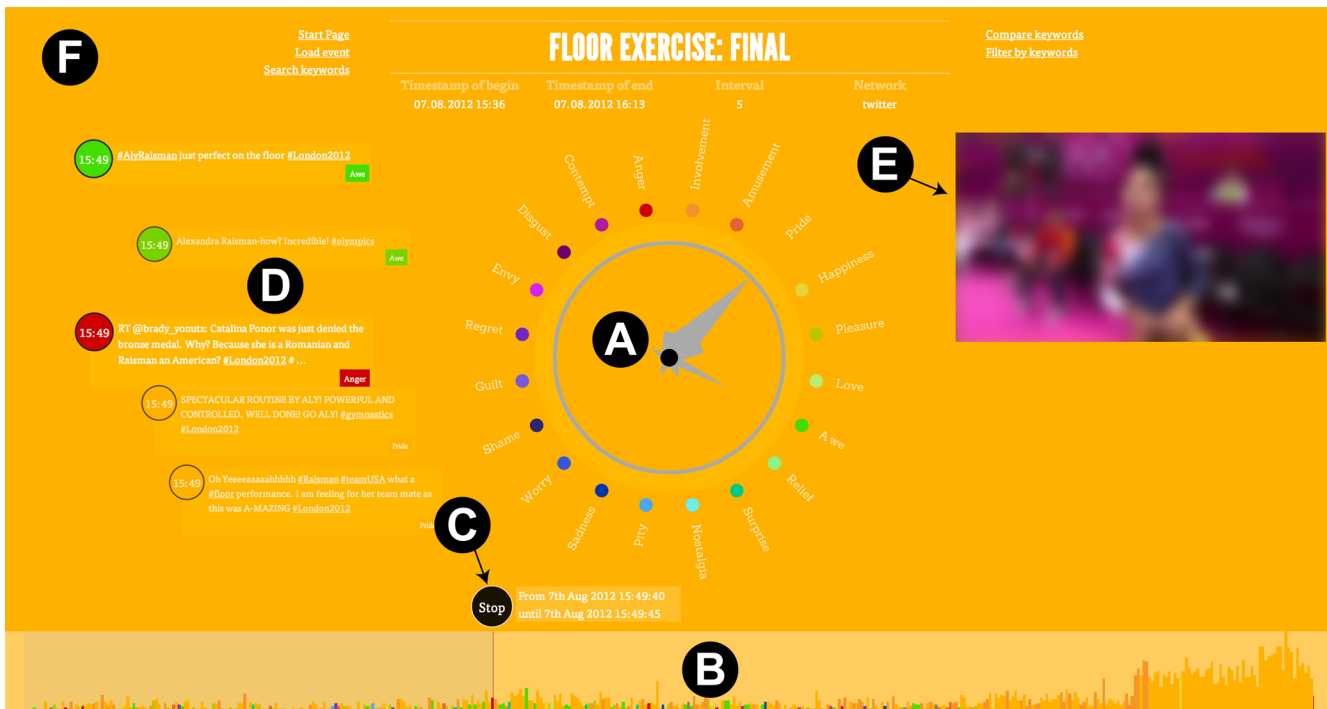 F
Start Page
Load event
Search keywords
FLOOR EXERCISE: FINAL
Timestamp of begin
Timestamp of end
Interval
Network
07.08.2012 15:36
07.08.2012 16:13
5
twitter
Compare keywords
Filter by keywords
15:49
#AlyRaisman just perfect on the floor #London2012
Awe
15:49
Alexandra Raisman-how? Incredible! #olympics
Awe
D
15:49
RT @brady_yonutz: Catalina Ponor was just denied the
bronze medal. Why? Because she is a Romanian and
Raisman an American? #London2012 # ...
Anger
15:49
SPECTACULAR ROUTINE BY ALY! POWERFUL AND
CONTROLLED. WELL DONE! GO ALY! #gymnastics
#London2012
Pride
15:49
Oh Yeeeeaaaaabhhhh #Raisman #teamUSA what a
#floor performance. I am feeling for her team mate as
this was A-MAZING #London2012
Pride
A
Involvement
Amusement
Pride
Happiness
Pleasure
Love
Awe
Relief
Surprise
Nostalgia
Pity
Sadness
Worry
Shame
Guilt
Regret
Envy
Disgust
Contempt
Anger
E
C
Stop
From 7th Aug 2012 15:49:40
until 7th Aug 2012 15:49:45
B